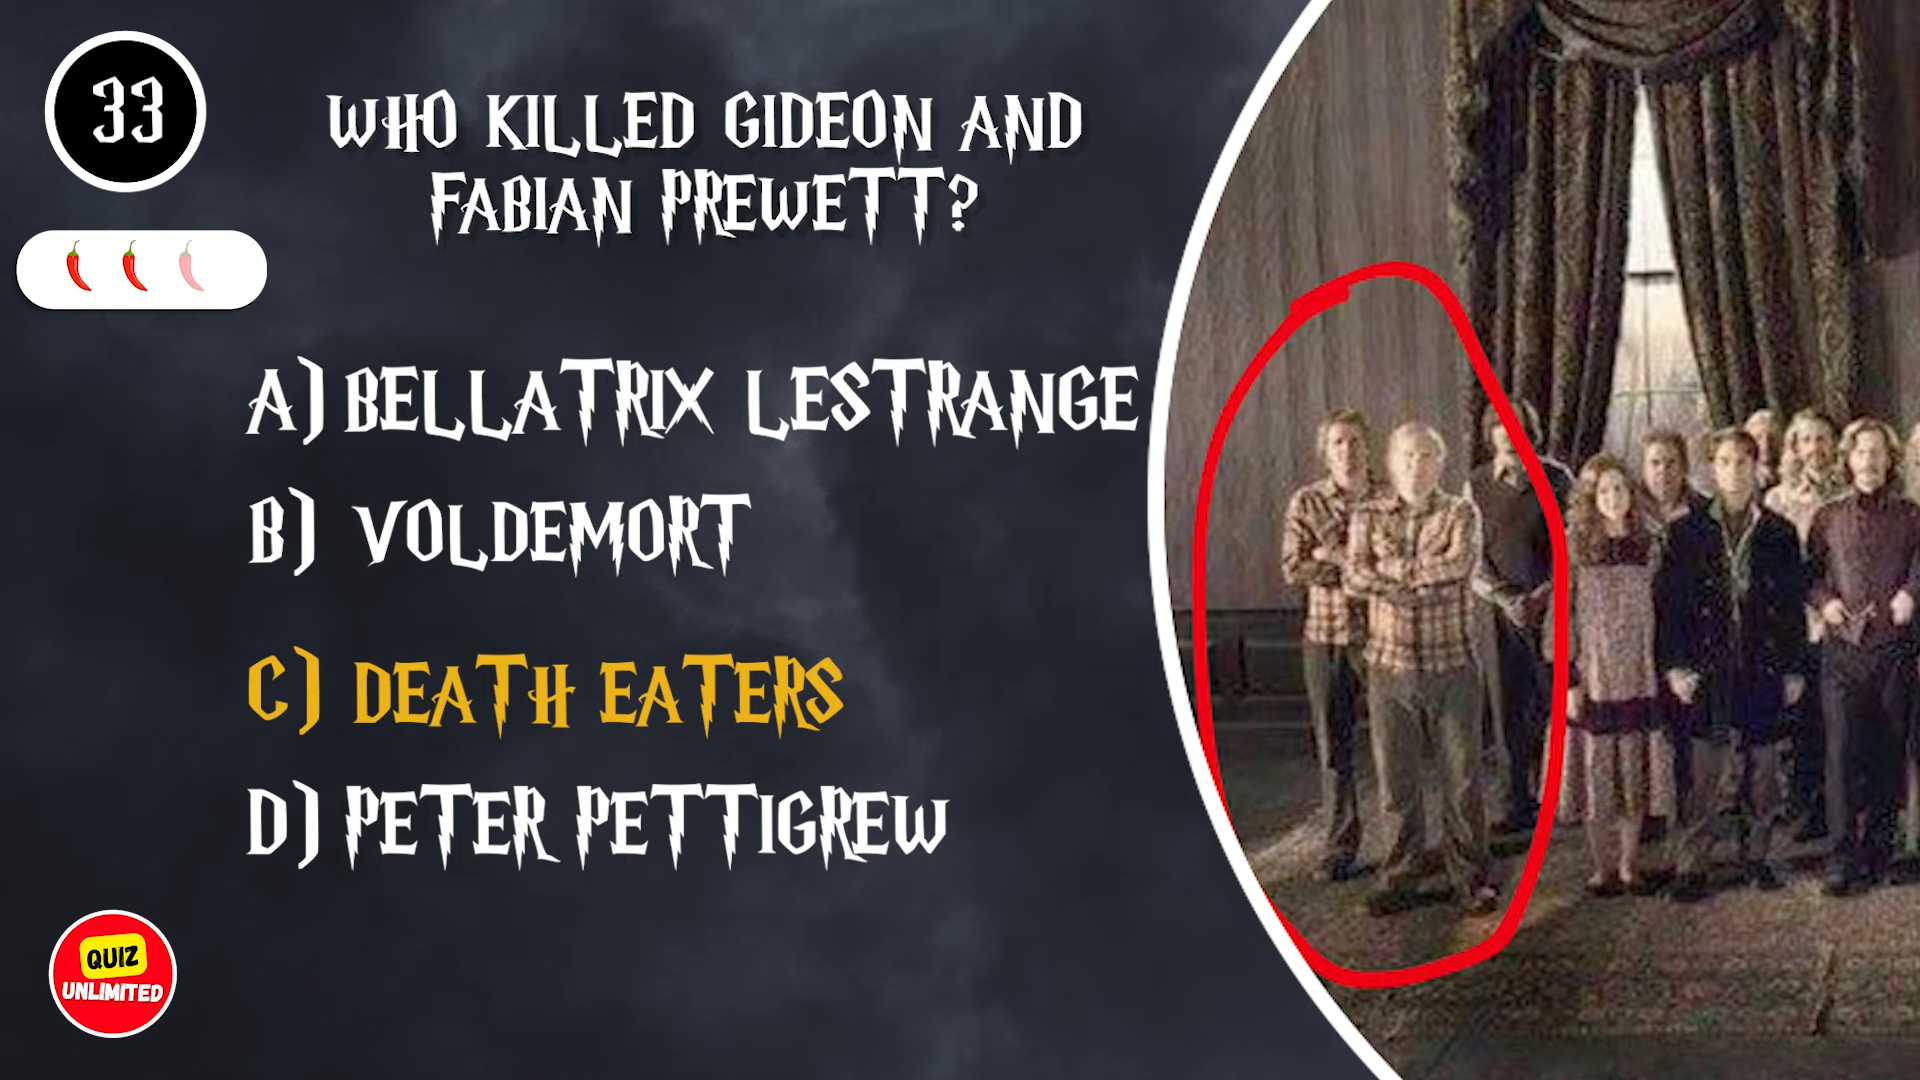 33
WHO KILLED GIDEON AND
FABIAN PREWETT?
A) BELLATRIX LESTRANGE
B) VOLDEMORT
C) DEATH EATERS
D) PETER PETTIGREW
QUIZ
UNLIMITED